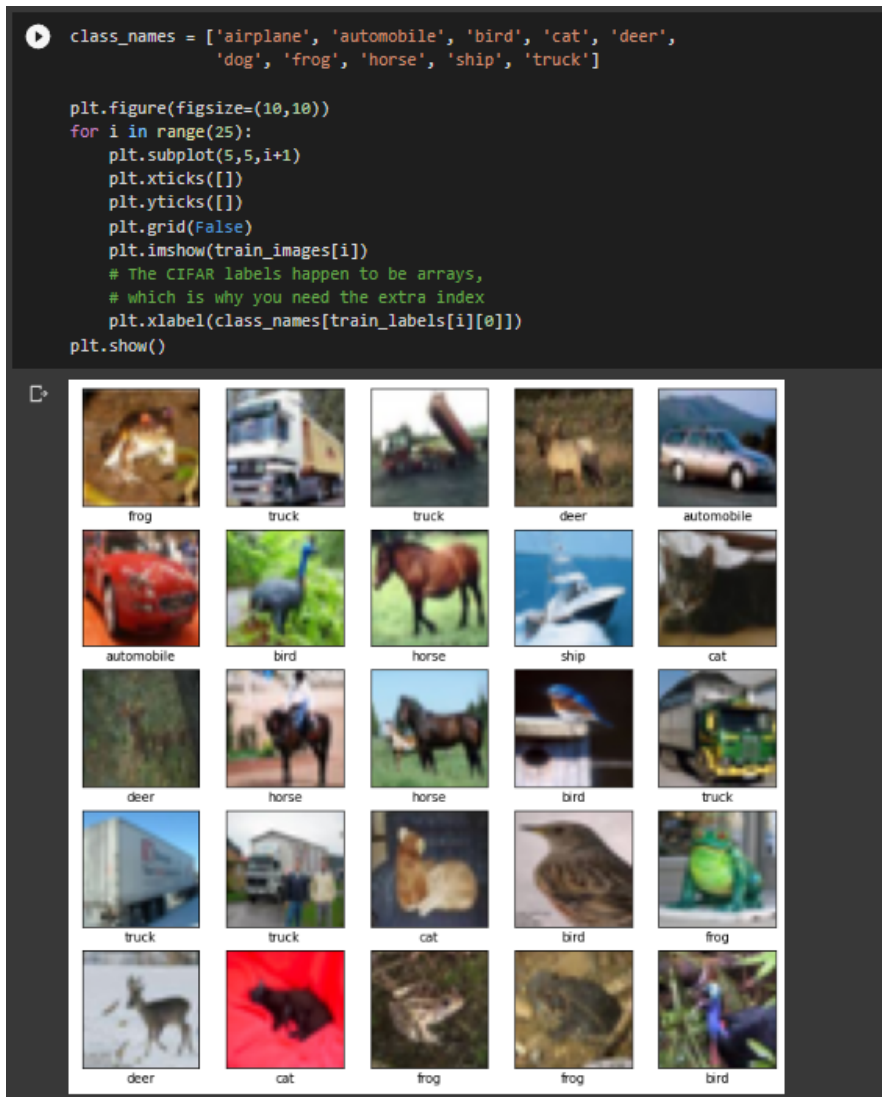 class_names = ['airplane', 'automobile', 'bird', 'cat', 'deer',
               'dog', 'frog', 'horse', 'ship', 'truck']

plt.figure(figsize=(10,10))
for i in range(25):
    plt.subplot(5,5,i+1)
    plt.xticks([])
    plt.yticks([])
    plt.grid(False)
    plt.imshow(train_images[i])
    # The CIFAR labels happen to be arrays,
    # which is why you need the extra index
    plt.xlabel(class_names[train_labels[i][0]])
plt.show()
frog truck truck deer automobile
automobile bird horse ship cat
deer horse horse bird truck
truck truck cat bird frog
deer cat frog frog bird